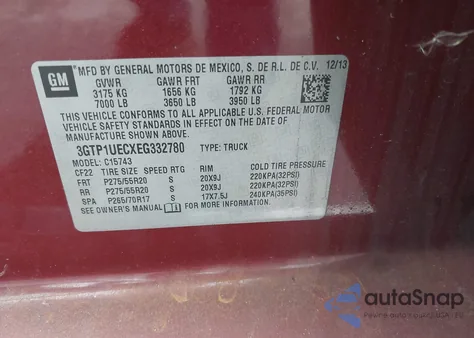 GM
MFD BY GENERAL MOTORS DE MEXICO, S. DE R.L. DE C.V. 12/13
GVWR GAWR FRT GAWR RR
3175 KG 1656 KG 1792 KG
7000 LB 3650 LB 3950 LB
THIS VEHICLE CONFORMS TO ALL APPLICABLE U.S. FEDERAL MOTOR
VEHICLE SAFETY, BUMPER, AND THEFT PREVENTION STANDARDS IN
EFFECT ON THE DATE OF MANUFACTURE SHOWN ABOVE.
3GTP1UECXEG332780 TYPE: TRUCK
MODEL: C15743
CF22 TIRE SIZE SPEED RTG RIM COLD TIRE PRESSURE
FRT P275/55R20 S 20X9J 220KPA(32PSI)
RR P275/55R20 S 20X9J 220KPA(32PSI)
SPA P265/70R17 S 17X7.5J 240KPA(35PSI)
SEE OWNER'S MANUAL FOR MORE INFORMATION.
autoSnap